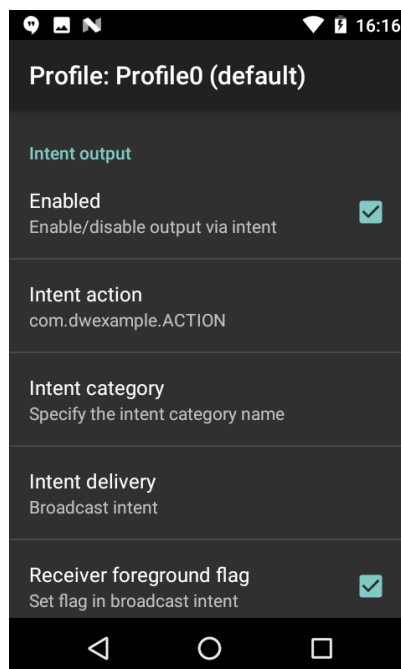 16:16
Profile: Profile0 (default)
Intent output
Enabled
Enable/disable output via intent
Intent action
com.dwexample.ACTION
Intent category
Specify the intent category name
Intent delivery
Broadcast intent
Receiver foreground flag
Set flag in broadcast intent